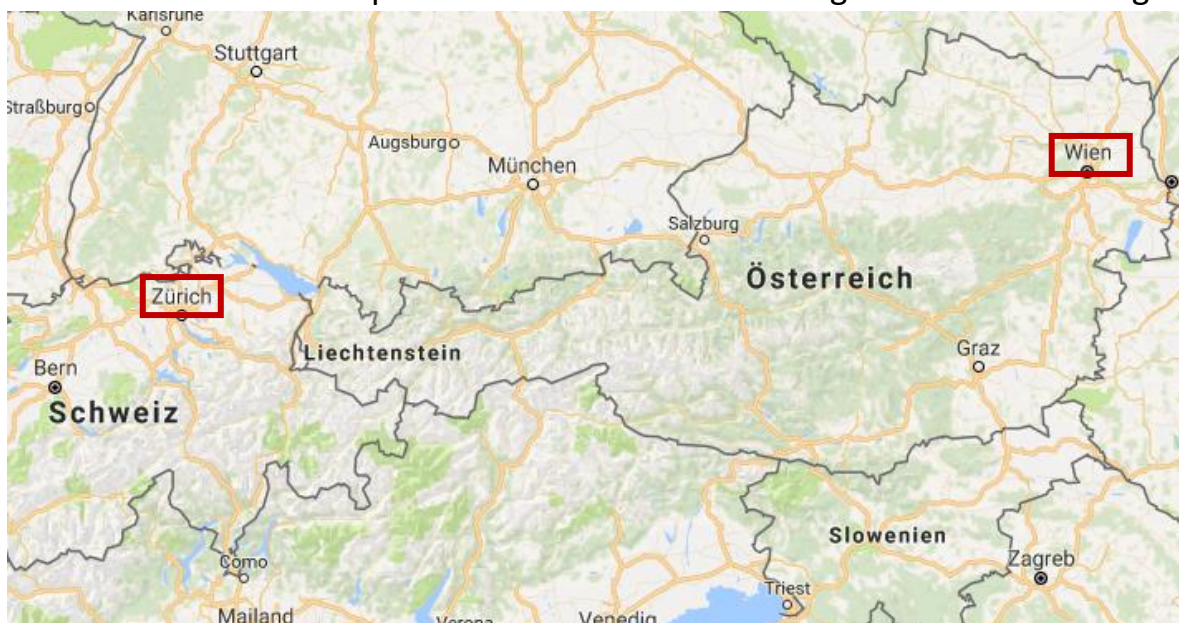 Karlsruhe
Stuttgart
Straßburg
Augsburg
München
Wien
Salzburg
Österreich
Zürich
Liechtenstein
Graz
Bern
Schweiz
Slowenien
Zagreb
Como
Triest
Mailand
Verona
Venedig